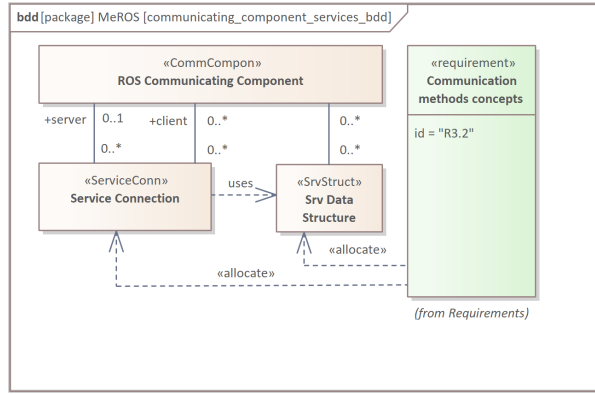 bdd [package] MeROS [communicating_component_services_bdd]
«CommCompon»
ROS Communicating Component
«requirement»
Communication
methods concepts
id = "R3.2"
+server 0..1 +client 0..* 0..*
0..* 0..* 0..*
«ServiceConn»
Service Connection
uses
«SrvStruct»
Srv Data
Structure
«allocate»
«allocate»
(from Requirements)